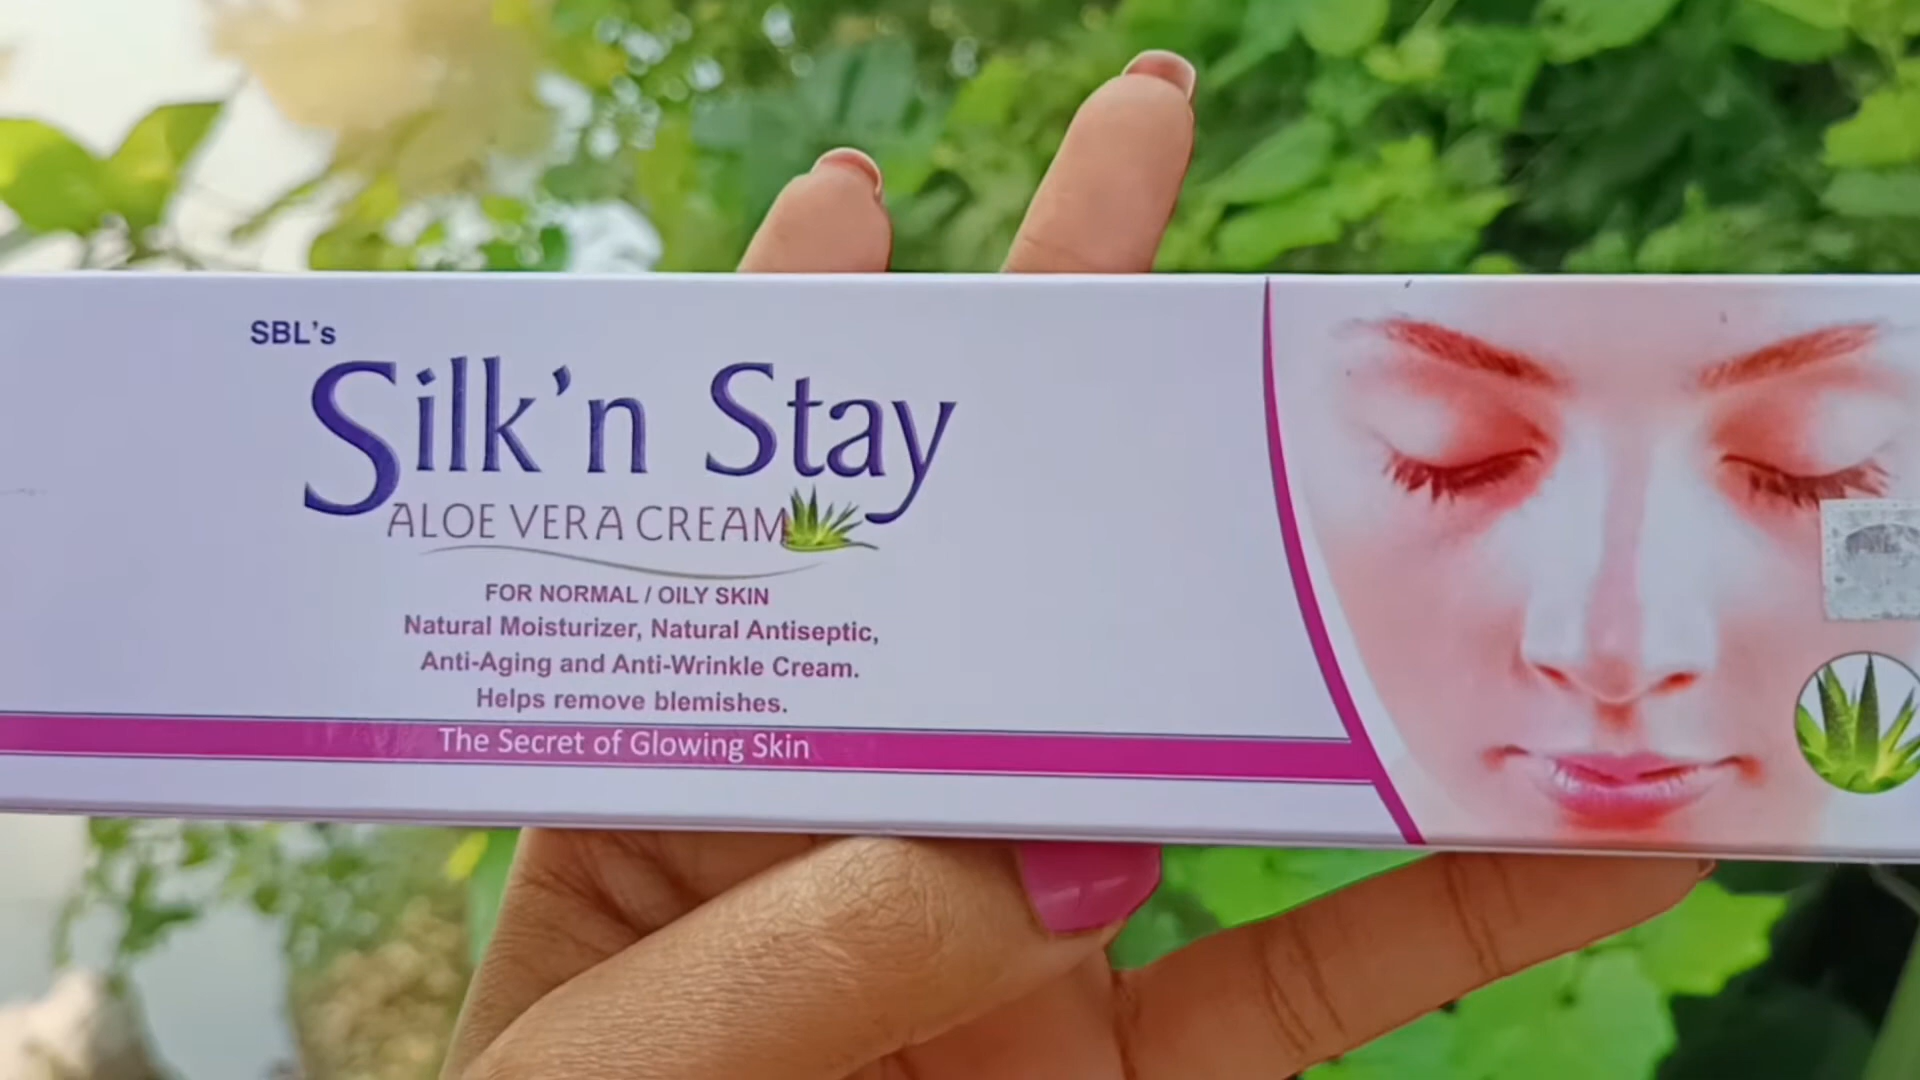 SBL's
Silk'n Stay
ALOE VERA CREAM
FOR NORMAL / OILY SKIN
Natural Moisturizer, Natural Antiseptic,
Anti-Aging and Anti-Wrinkle Cream.
Helps remove blemishes.
The Secret of Glowing Skin